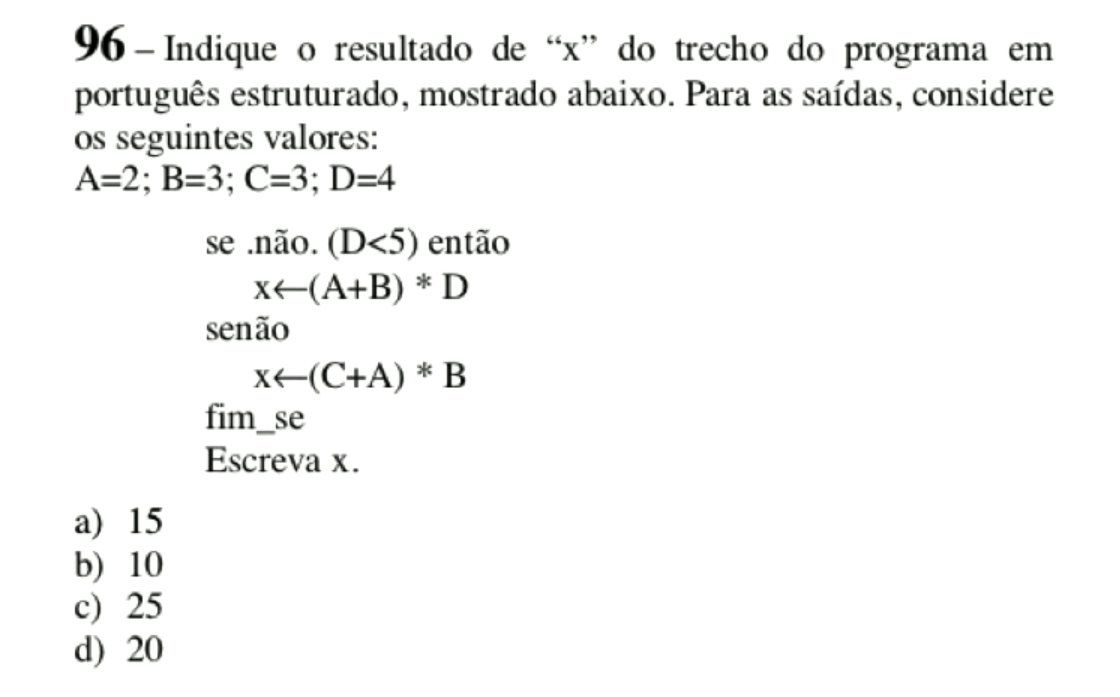 96 – Indique o resultado de “x” do trecho do programa em
português estruturado, mostrado abaixo. Para as saídas, considere
os seguintes valores:
A=2; B=3; C=3; D=4
se .não. (D<5) então
x←(A+B) * D
senão
x←(C+A) * B
fim_se
Escreva x.
a) 15
b) 10
c) 25
d) 20